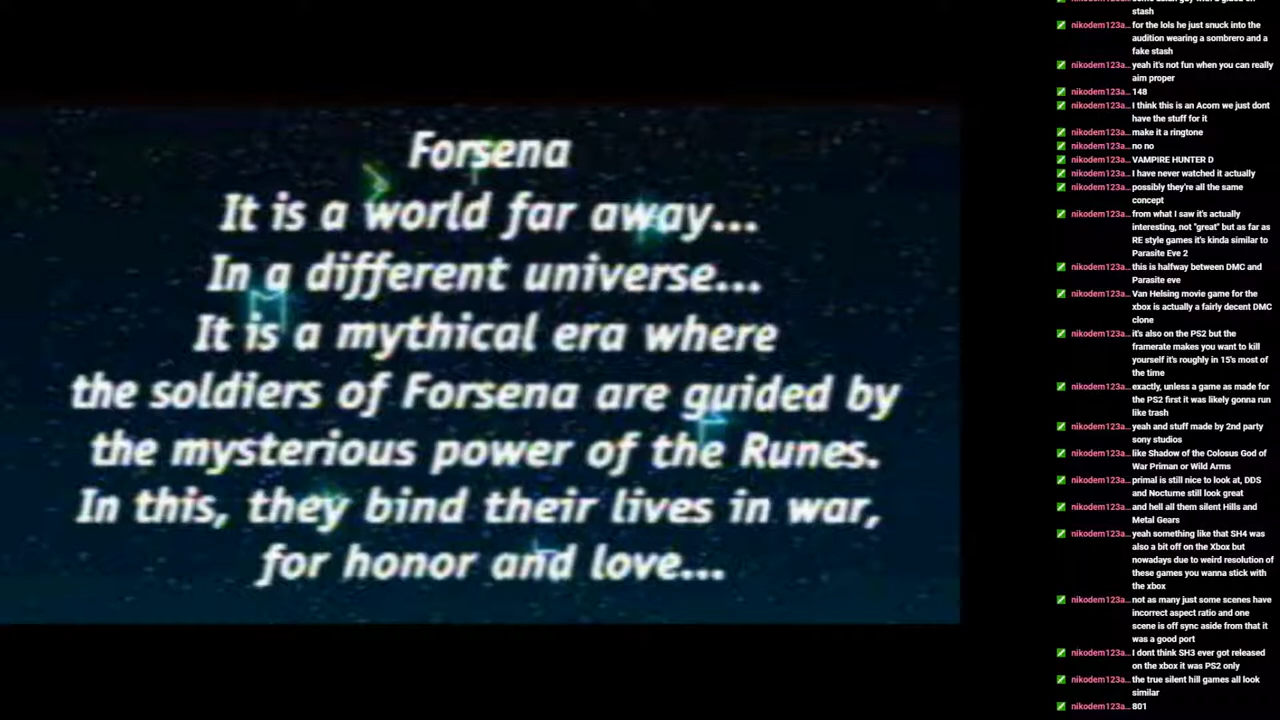 Forsena
It is a world far away...
In a different universe...
It is a mythical era where
the soldiers of Forsena are guided by
the mysterious power of the Runes.
In this, they bind their lives in war,
for honor and love...
stash
nikodem123a... for the lols he just snuck into the
audition wearing a sombrero and a
fake stash
nikodem123a... yeah it's not fun when you can really
aim proper
nikodem123a... 148
nikodem123a... I think this is an Acorn we just dont
have the stuff for it
nikodem123a... make it a ringtone
nikodem123a... no no
nikodem123a... VAMPIRE HUNTER D
nikodem123a... I have never watched it actually
nikodem123a... possibly they're all the same
concept
nikodem123a... from what I saw it's actually
interesting, not "great" but as far as
RE style games it's kinda similar to
Parasite Eve 2
nikodem123a... this is halfway between DMC and
Parasite eve
nikodem123a... Van Helsing movie game for the
xbox is actually a fairly decent DMC
clone
nikodem123a... it's also on the PS2 but the
framerate makes you want to kill
yourself it's roughly in 15's most of
the time
nikodem123a... exactly, unless a game as made for
the PS2 first it was likely gonna run
like trash
nikodem123a... yeah and stuff made by 2nd party
sony studios
nikodem123a... like Shadow of the Colosus God of
War Priman or Wild Arms
nikodem123a... primal is still nice to look at, DDS
and Nocturne still look great
nikodem123a... and hell all them silent Hills and
Metal Gears
nikodem123a... yeah something like that SH4 was
also a bit off on the Xbox but
nowadays due to weird resolution of
these games you wanna stick with
the xbox
nikodem123a... not as many just some scenes have
incorrect aspect ratio and one
scene is off sync aside from that it
was a good port
nikodem123a... I dont think SH3 ever got released
on the xbox it was PS2 only
nikodem123a... the true silent hill games all look
similar
nikodem123a... 801